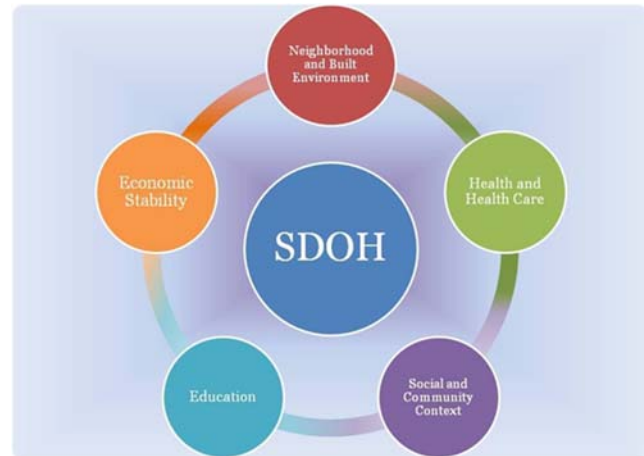 Neighborhood
and Built
Environment
Economic
Stability
Health and
Health Care
SDOH
Education
Social and
Community
Context